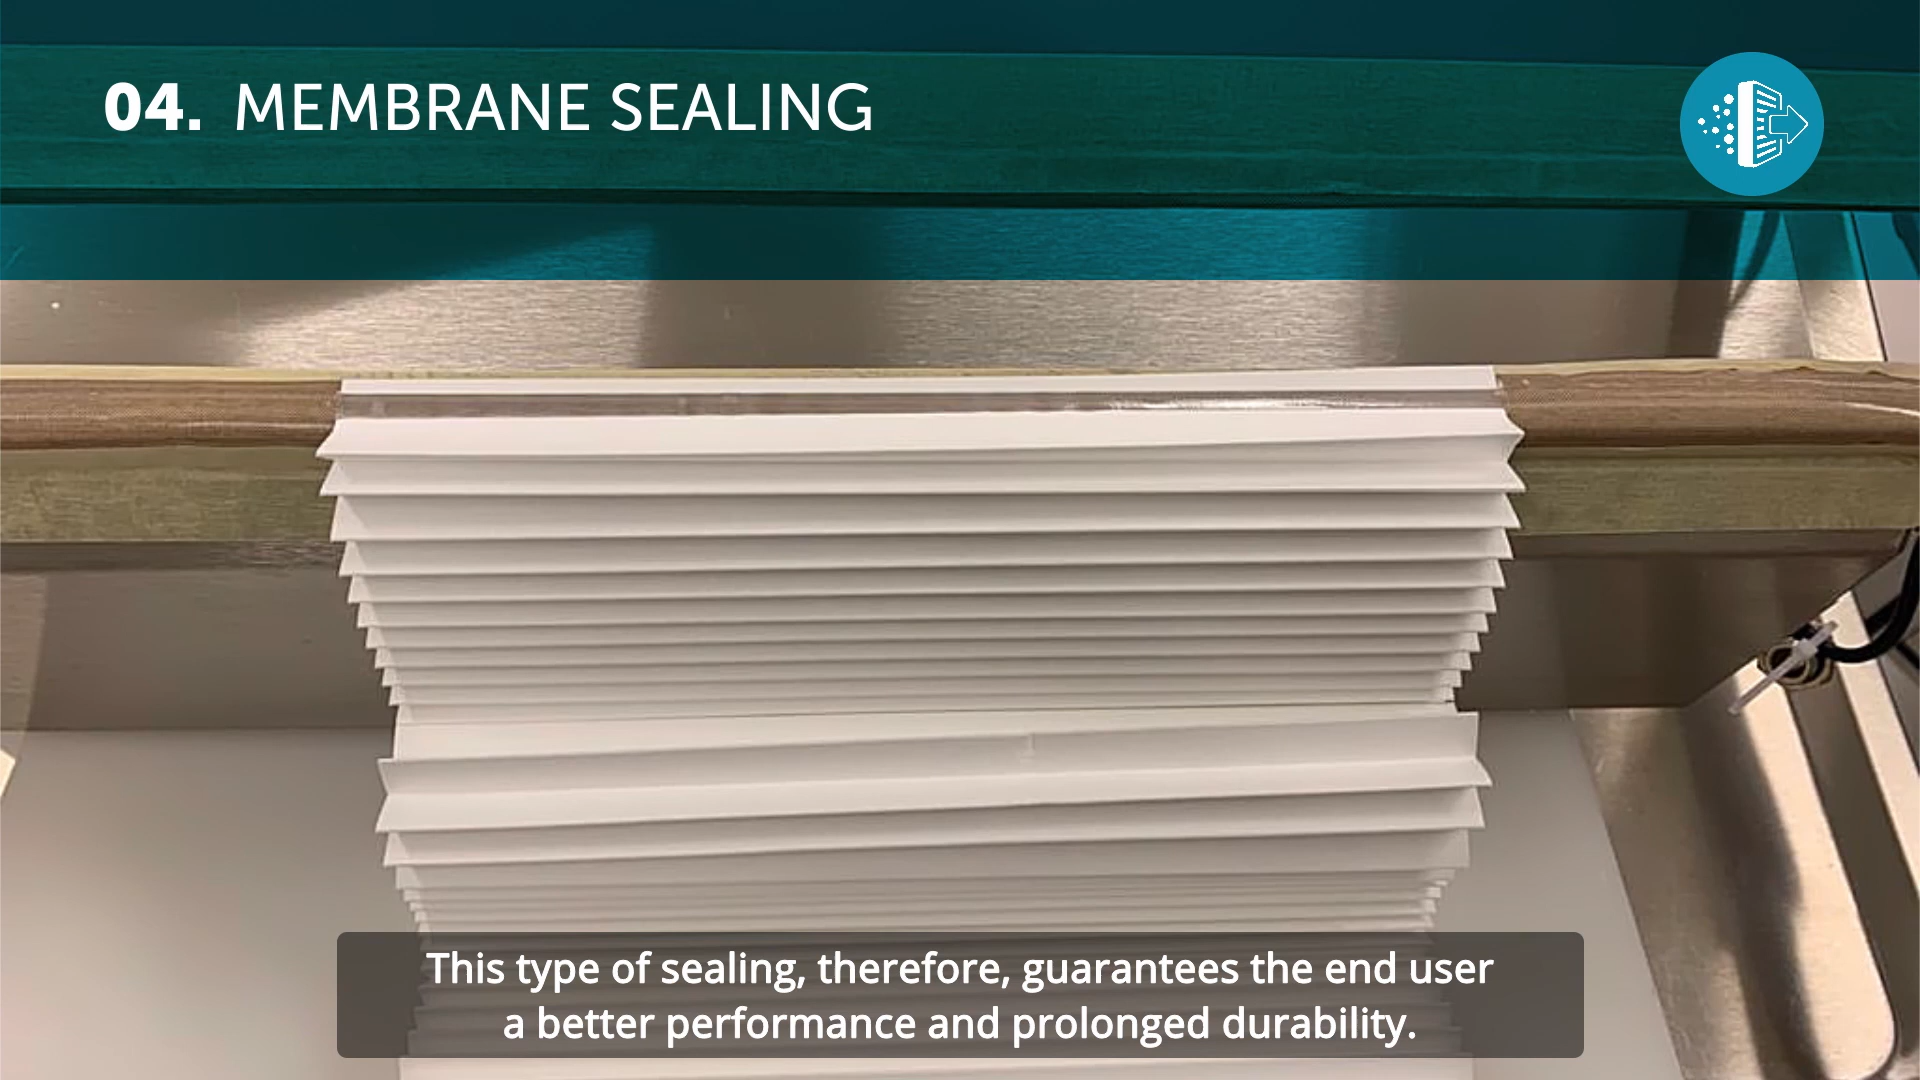 04. MEMBRANE SEALING
This type of sealing, therefore, guarantees the end user
a better performance and prolonged durability.